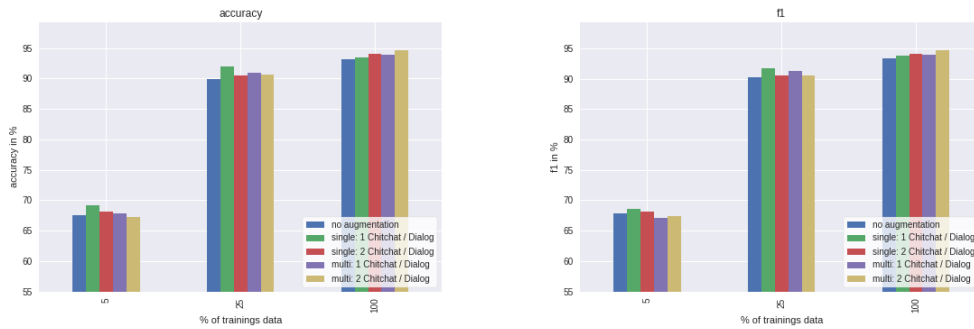 accuracy
accuracy in %
95
90
85
80
75
70
65
60
55
no augmentation
single: 1 Chitchat / Dialog
single: 2 Chitchat / Dialog
multi: 1 Chitchat / Dialog
multi: 2 Chitchat / Dialog
5
25
100
% of trainings data
f1
f1 in %
95
90
85
80
75
70
65
60
55
no augmentation
single: 1 Chitchat / Dialog
single: 2 Chitchat / Dialog
multi: 1 Chitchat / Dialog
multi: 2 Chitchat / Dialog
5
25
100
% of trainings data